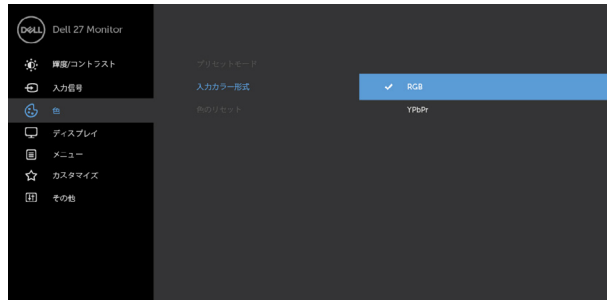 DELL Dell 27 Monitor
輝度/コントラスト
プリセットモード
入力信号
入力カラー形式
RGB
色
色のリセット
YPbPr
ディスプレイ
メニュー
カスタマイズ
その他